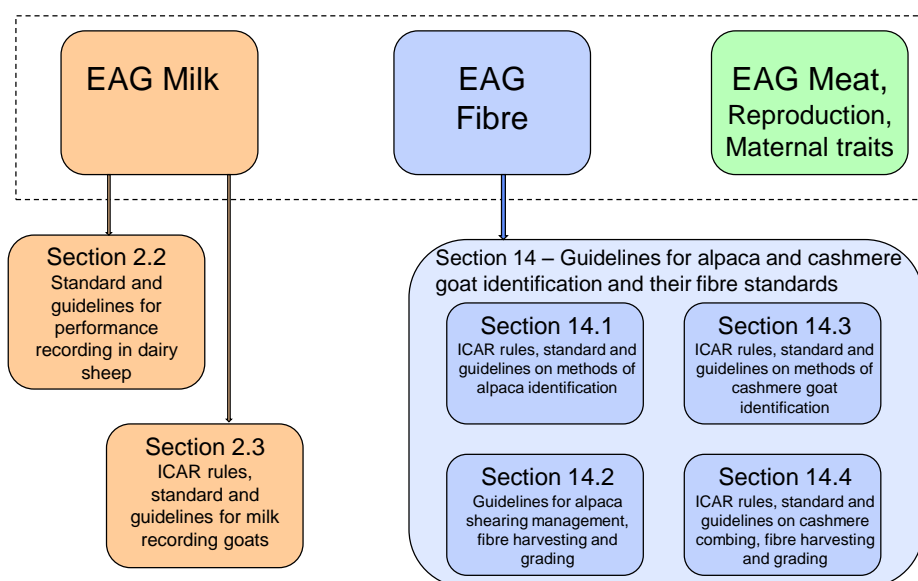 EAG Milk
EAG
Fibre
EAG Meat,
Reproduction,
Maternal traits
Section 2.2
Standard and
guidelines for
performance
recording in dairy
sheep
Section 2.3
ICAR rules,
standard and
guidelines for milk
recording goats
Section 14 – Guidelines for alpaca and cashmere
goat identification and their fibre standards
Section 14.1
ICAR rules, standard and
guidelines on methods of
alpaca identification
Section 14.3
ICAR rules, standard and
guidelines on methods of
cashmere goat
identification
Section 14.2
Guidelines for alpaca
shearing management,
fibre harvesting and
grading
Section 14.4
ICAR rules, standard and
guidelines on cashmere
combing, fibre harvesting
and grading